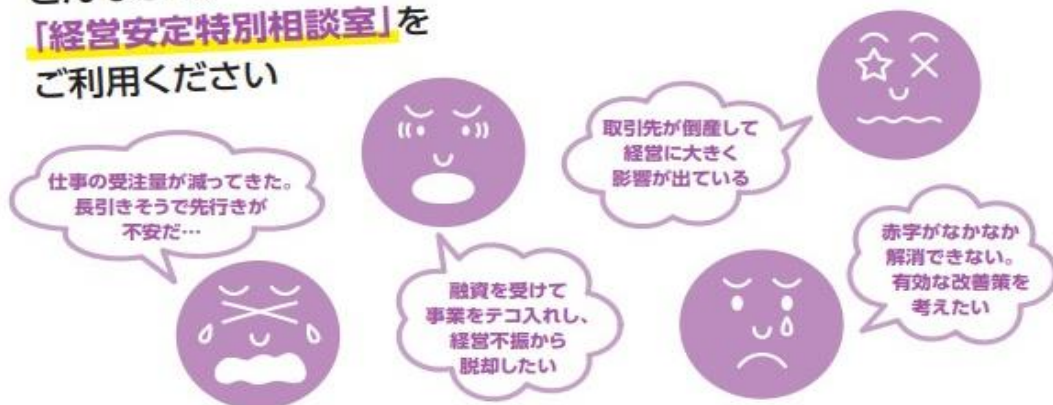 「経営安定特別相談室」を
ご利用ください
仕事の受注量が減ってきた。
長引きそうで先行きが
不安だ…
融資を受けて
事業をテコ入れし、
経営不振から
脱却したい
取引先が倒産して
経営に大きく
影響が出ている
赤字がなかなか
解消できない。
有効な改善策を
考えたい